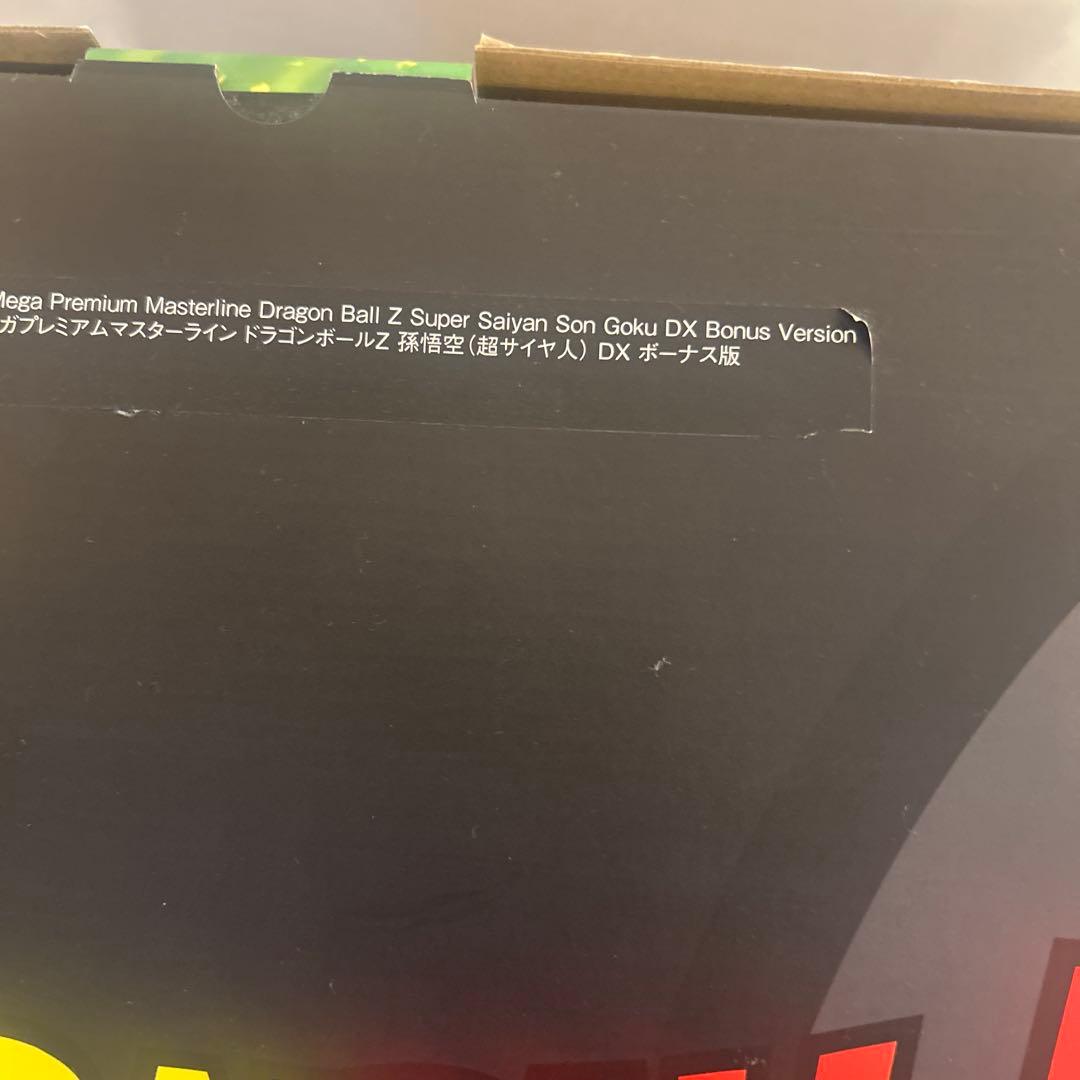 Mega Premium Masterline Dragon Ball Z Super Saiyan Son Goku DX Bonus Version
ガプレミアムマスターライン ドラゴンボールZ 孫悟空（超サイヤ人） DX ボーナス版